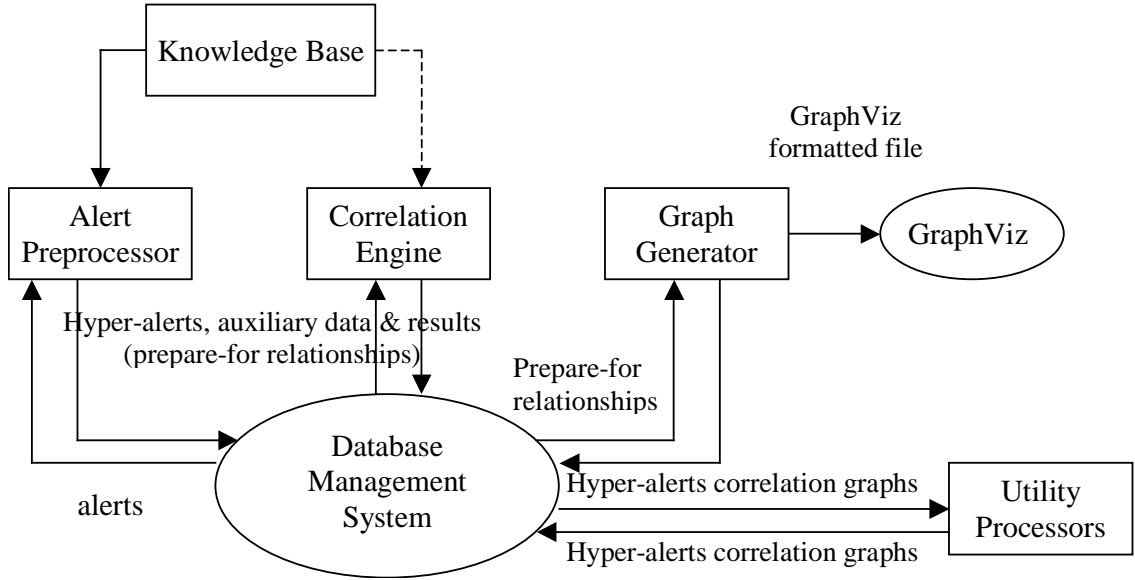 Knowledge Base
GraphViz
formatted file
Alert
Preprocessor
Correlation
Engine
Graph
Generator
GraphViz
Hyper-alerts, auxiliary data & results
(prepare-for relationships)
Prepare-for
relationships
Database
Management
System
alerts
Hyper-alerts correlation graphs
Utility
Processors
Hyper-alerts correlation graphs